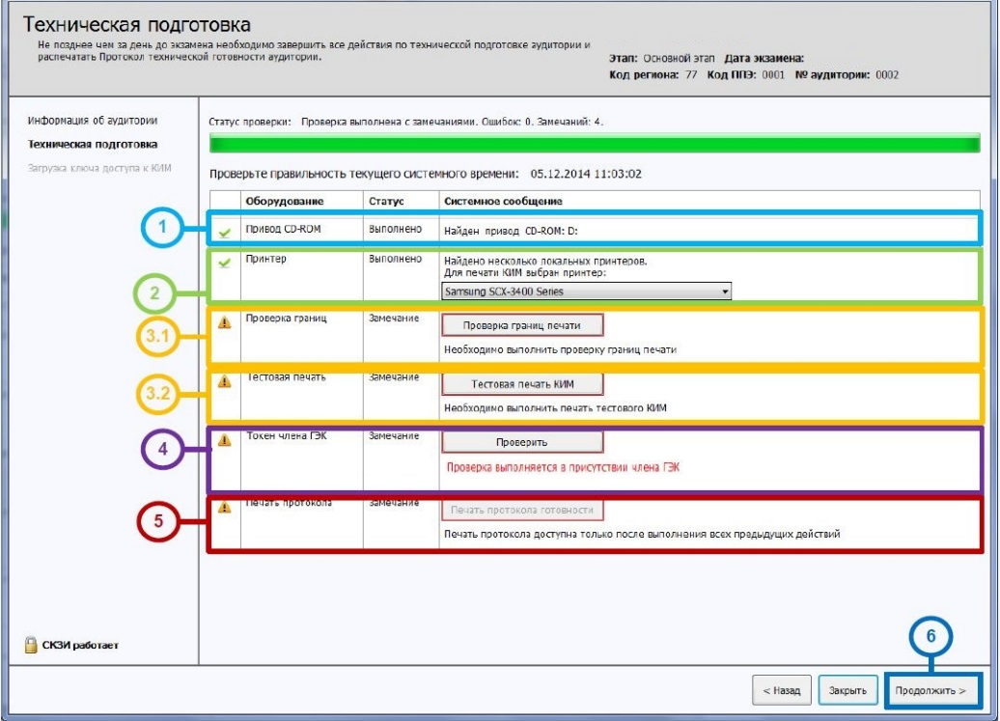 Техническая подготовка
Не позднее чем за день до экзамена необходимо завершить все действия по технической подготовке аудитории и
распечатать Протокол технической готовности аудитории.
Этап: Основной этап Дата экзамена:
Код региона: 77 Код ППЭ: 0001 № аудитории: 0002
Информация об аудитории
Техническая подготовка
Загрузка ключа доступа к КИМ
Статус проверки: Проверка выполнена с замечаниями. Ошибок: 0. Замечаний: 4.
Проверьте правильность текущего системного времени: 05.12.2014 11:03:02
Оборудование Статус Системное сообщение
1 Привод CD-ROM Выполнено Найден привод CD-ROM: D:
2 Принтер Выполнено Найдено несколько локальных принтеров.
Для печати КИМ выбран принтер:
Samsung SCX-3400 Series
3.1 Проверка границ Замечание Проверка границ печати
Необходимо выполнить проверку границ печати
3.2 Тестовая печать Замечание Тестовая печать КИМ
Необходимо выполнить печать тестового КИМ
4 Токен члена ГЭК Замечание Проверить
Проверка выполняется в присутствии члена ГЭК
5 Печать протокола Замечание Печать протокола готовности
Печать протокола доступна только после выполнения всех предыдущих действий
СКЗИ работает
6
< Назад Закрыть Продолжить >